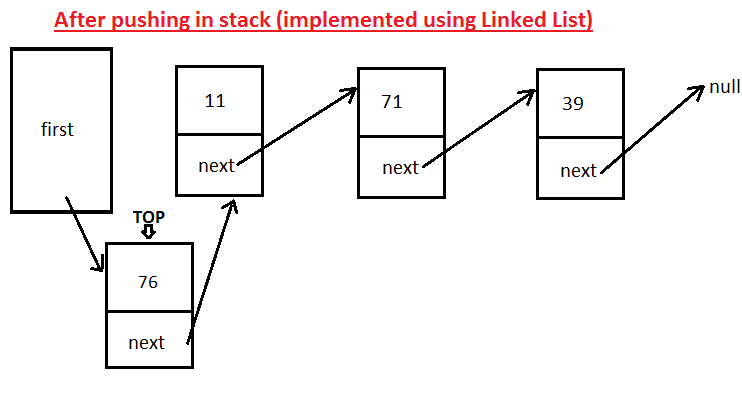 After pushing in stack (implemented using Linked List)
first
11
next
71
next
39
next
null
TOP
76
next